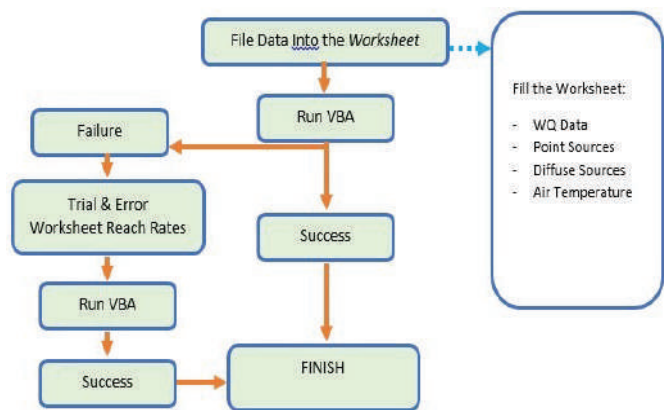 File Data Into the Worksheet
Run VBA
Failure
Trial & Error
Worksheet Reach Rates
Run VBA
Success
Success
FINISH
Fill the Worksheet:
- WQ Data
- Point Sources
- Diffuse Sources
- Air Temperature